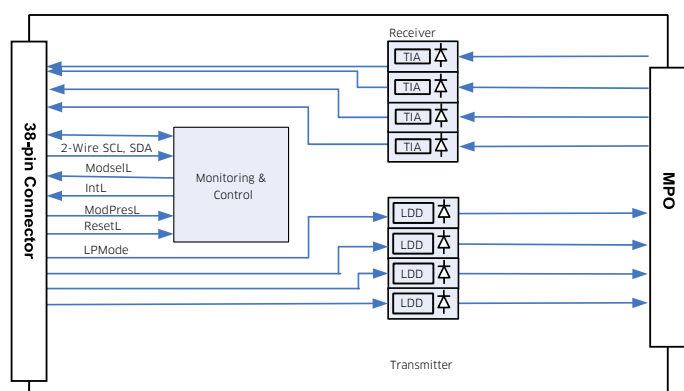 Receiver
TIA
TIA
TIA
TIA
38-pin Connector
2-Wire SCL, SDA
ModselL
IntL
ModPresL
ResetL
LPMode
Monitoring &
Control
LDD
LDD
LDD
LDD
MPO
Transmitter